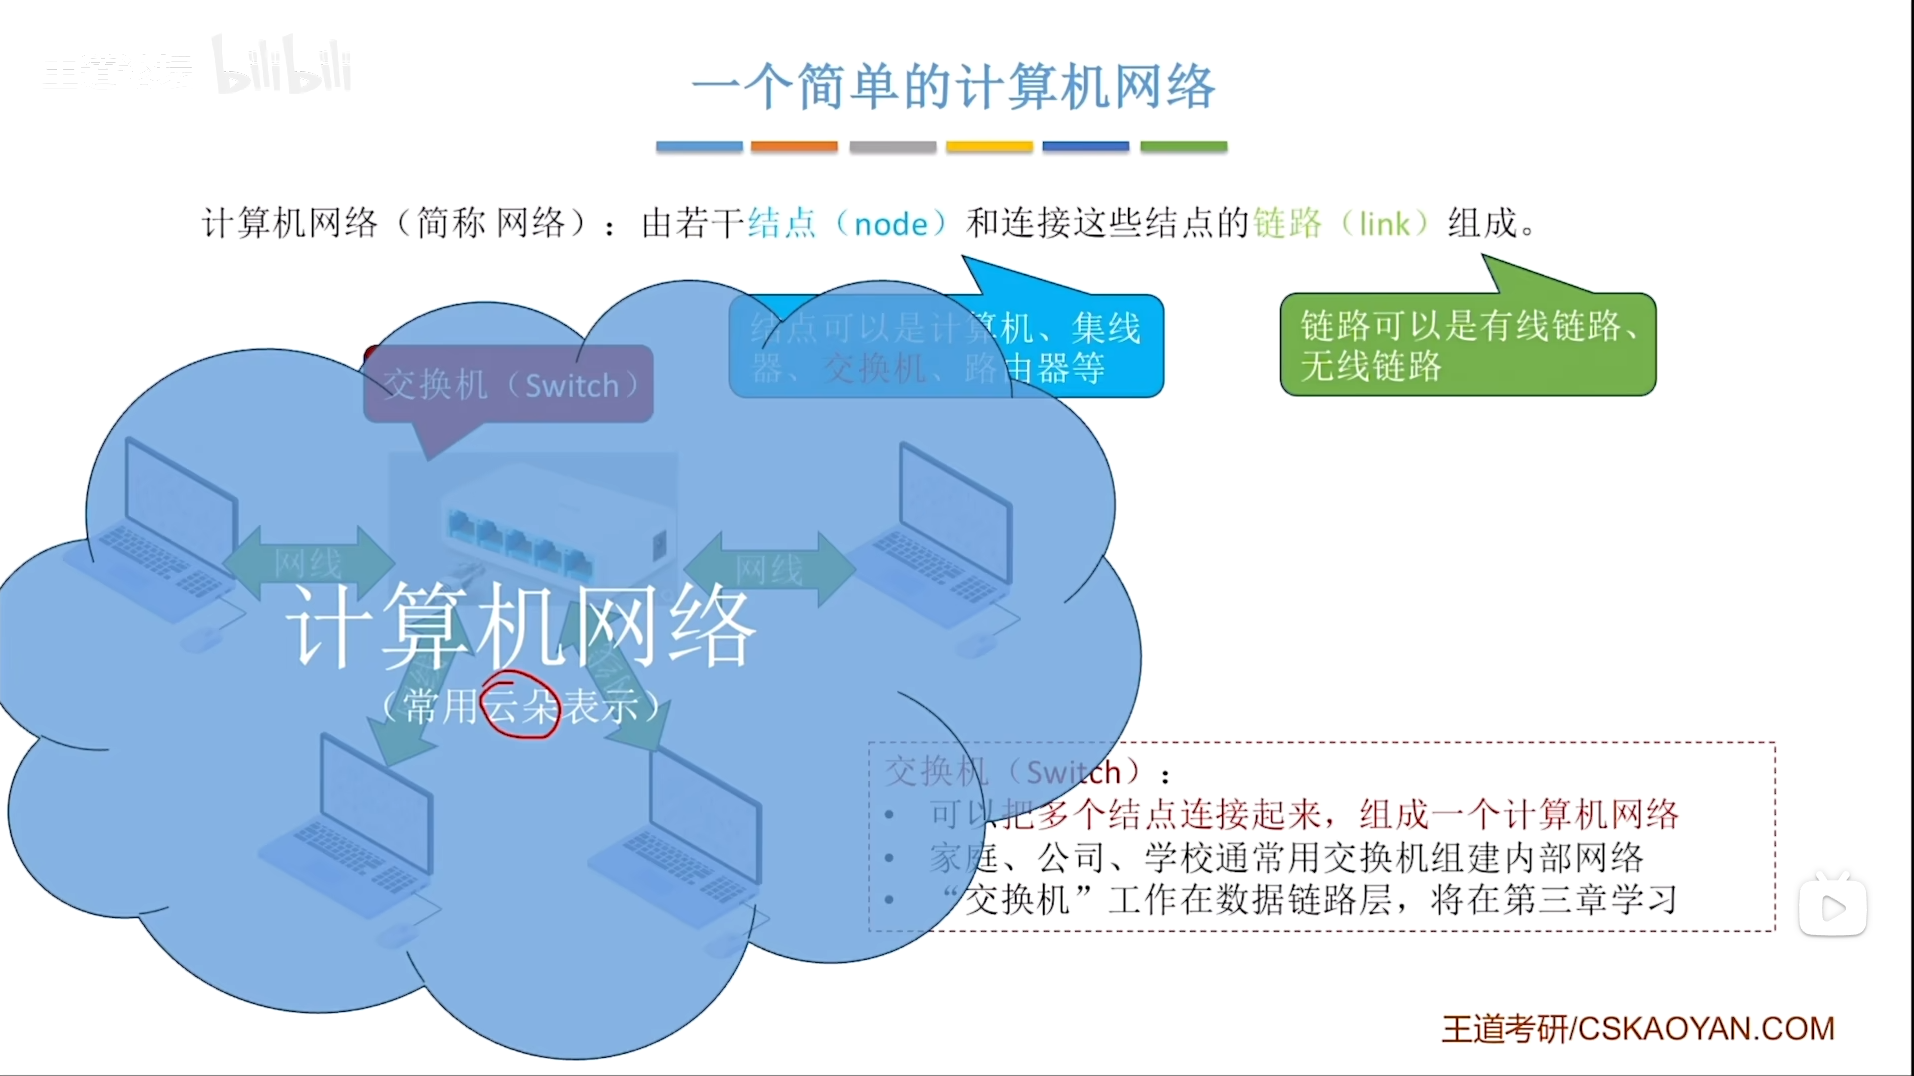 bilibili
一个简单的计算机网络
计算机网络（简称 网络）：由若干结点（node）和连接这些结点的链路（link）组成。
结点可以是计算机、集线
器、交换机、路由器等
链路可以是有线链路、
无线链路
交换机（Switch）
网线
网线
计算机网络
（常用云朵表示）
交换机（Switch）：
• 可以把多个结点连接起来，组成一个计算机网络
• 家庭、公司、学校通常用交换机组建内部网络
• “交换机”工作在数据链路层，将在第三章学习
王道考研/CSKAOYAN.COM